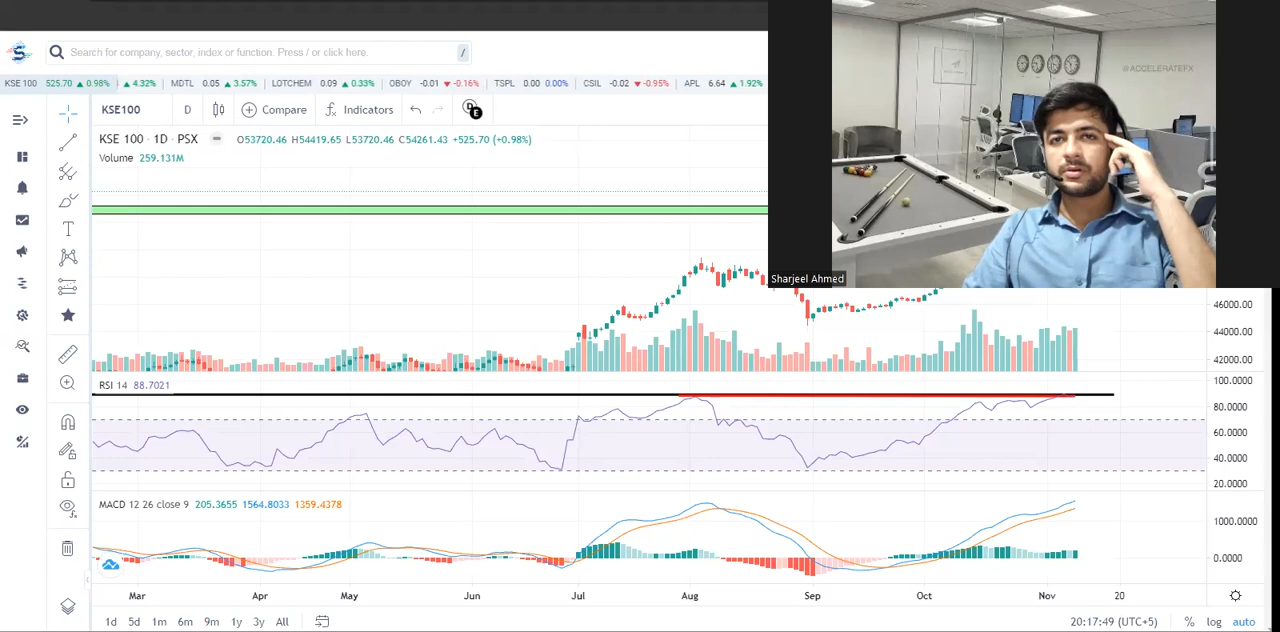 Search for company, sector, index or function. Press / or click here. /
KSE100 525.70 ▲ 0.98% ▲ 4.32% MDTL 0.05 ▲ 3.57% LOTCHEM 0.09 ▲ 0.33% OBOY -0.01 ▼ -0.16% TSPL 0.00 0.00% CSIL -0.02 ▼ -0.95% APL 6.64 ▲ 1.92%
@ACCELERATEFX
KSE100 D Compare Indicators D E
KSE 100 · 1D · PSX O53720.46 H54419.65 L53720.46 C54261.43 +525.70 (+0.98%)
Volume 259.131M
Sharjeel Ahmed
46000.00
44000.00
42000.00
RSI 14 88.7021
100.0000
80.0000
60.0000
40.0000
20.0000
MACD 12 26 close 9 205.3655 1564.8033 1359.4378
1000.0000
0.0000
Mar Apr May Jun Jul Aug Sep Oct Nov 20
1d 5d 1m 6m 9m 1y 3y All 20:17:49 (UTC+5) % log auto